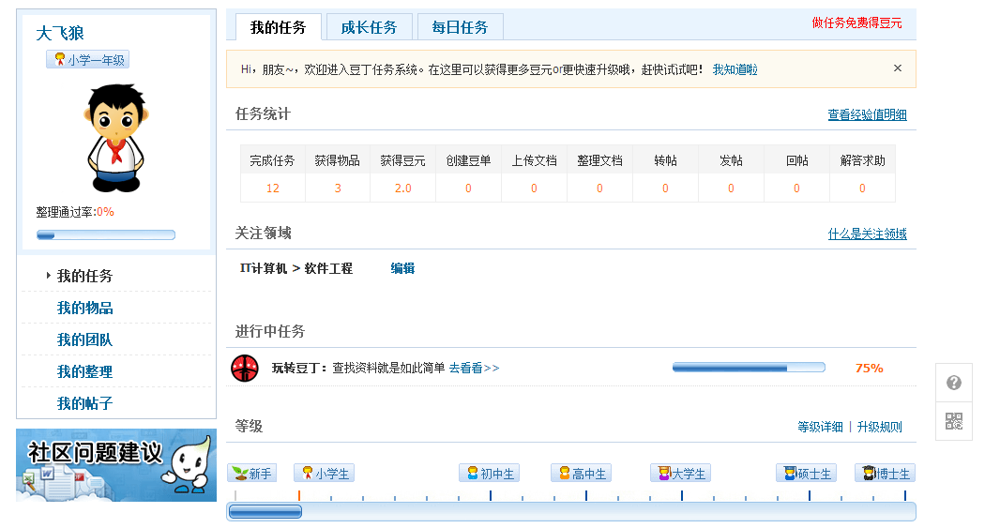 大飞狼
小学一年级
整理通过率:0%
我的任务
我的物品
我的团队
我的整理
我的帖子
社区问题建议
我的任务 成长任务 每日任务 做任务免费得豆元
Hi，朋友~，欢迎进入豆丁任务系统。在这里可以获得更多豆元or更快速升级哦，赶快试试吧！ 我知道啦 ×
任务统计 查看经验值明细
完成任务 获得物品 获得豆元 创建豆单 上传文档 整理文档 转帖 发帖 回帖 解答求助
12 3 2.0 0 0 0 0 0 0 0
关注领域 什么是关注领域
IT计算机 > 软件工程 编辑
进行中任务
玩转豆丁：查找资料就是如此简单 去看看>> 75%
等级 等级详细 | 升级规则
新手 小学生 初中生 高中生 大学生 硕士生 博士生